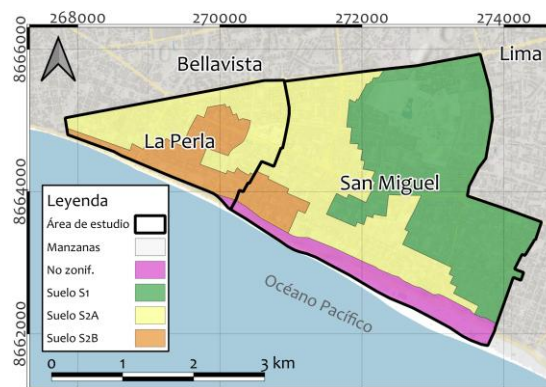 268000
270000
272000
274000
8666000
8664000
8662000
Bellavista
Lima
La Perla
San Miguel
Océano Pacífico
Leyenda
Área de estudio
Manzanas
No zonif.
Suelo S1
Suelo S2A
Suelo S2B
0 1 2 3 km